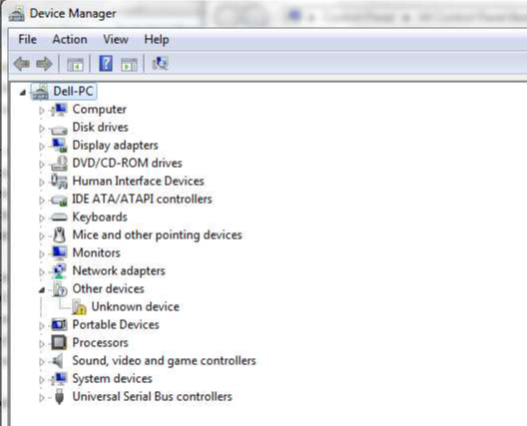 Device Manager
File Action View Help
Dell-PC
Computer
Disk drives
Display adapters
DVD/CD-ROM drives
Human Interface Devices
IDE ATA/ATAPI controllers
Keyboards
Mice and other pointing devices
Monitors
Network adapters
Other devices
Unknown device
Portable Devices
Processors
Sound, video and game controllers
System devices
Universal Serial Bus controllers